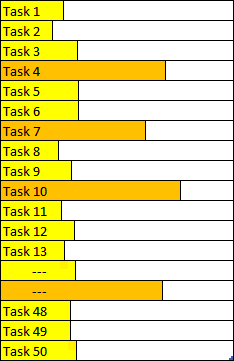 Task 1
Task 2
Task 3
Task 4
Task 5
Task 6
Task 7
Task 8
Task 9
Task 10
Task 11
Task 12
Task 13
---
---
Task 48
Task 49
Task 50